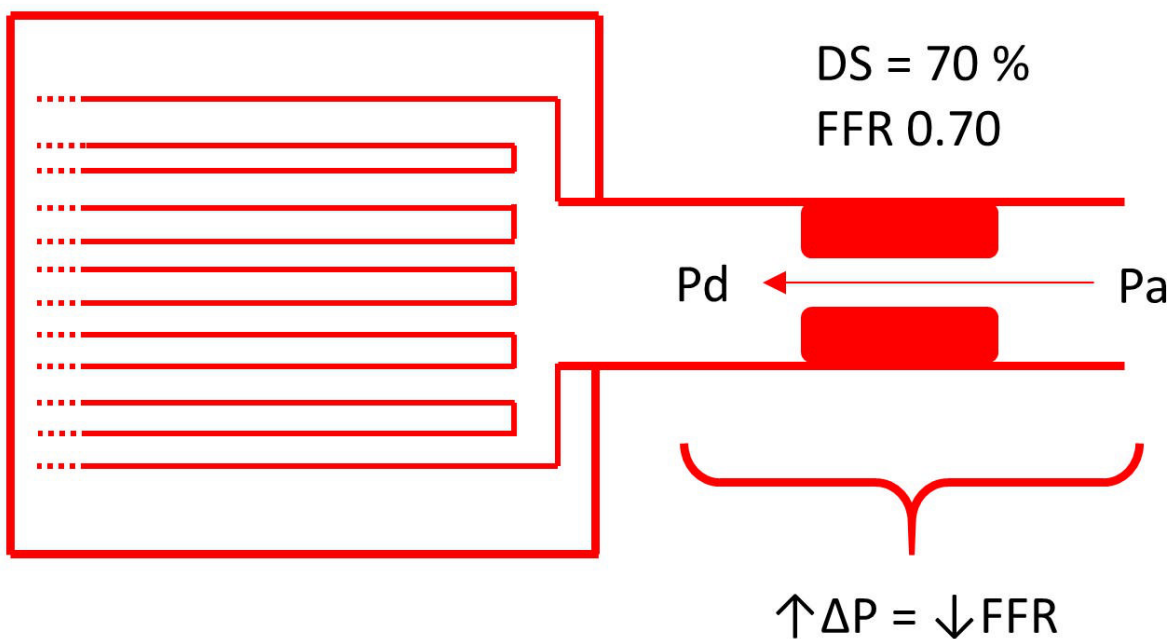 DS = 70 %
FFR 0.70
Pd
Pa
↑ΔP = ↓FFR